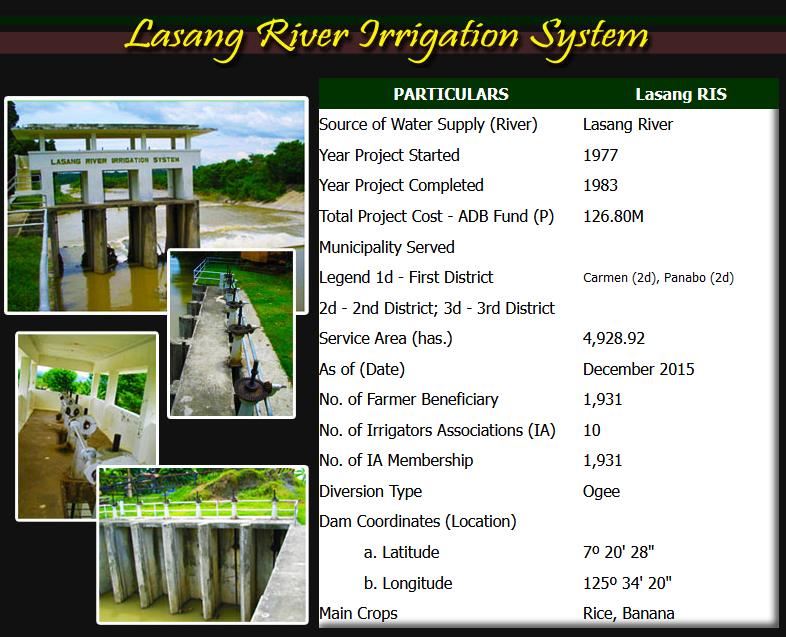 Lasang River Irrigation System
LASANG RIVER IRRIGATION SYSTEM
PARTICULARS Lasang RIS
Source of Water Supply (River) Lasang River
Year Project Started 1977
Year Project Completed 1983
Total Project Cost - ADB Fund (P) 126.80M
Municipality Served
Legend 1d - First District Carmen (2d), Panabo (2d)
2d - 2nd District; 3d - 3rd District
Service Area (has.) 4,928.92
As of (Date) December 2015
No. of Farmer Beneficiary 1,931
No. of Irrigators Associations (IA) 10
No. of IA Membership 1,931
Diversion Type Ogee
Dam Coordinates (Location)
a. Latitude 7º 20' 28"
b. Longitude 125º 34' 20"
Main Crops Rice, Banana